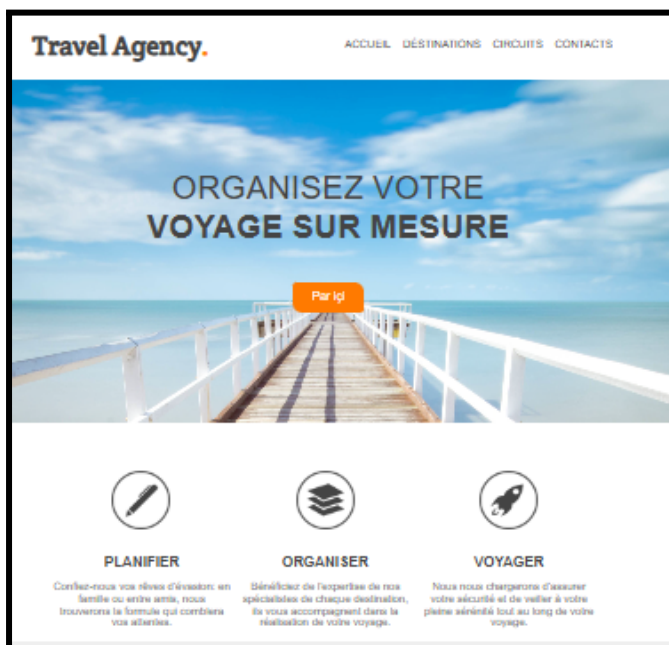 Travel Agency.
ACCUEIL DESTINATIONS CIRCUITS CONTACTS
ORGANISEZ VOTRE
VOYAGE SUR MESURE
Par içi
PLANIFIER
Confiez-nous vos rêves d'évasion: en
famille ou entre amis, nous
trouverons la formule qui comblera
vos attentes.
ORGANISER
Bénéficiez de l'expertise de nos
spécialistes de chaque destination,
ils vous accompagnent dans la
réalisation de votre voyage.
VOYAGER
Nous nous chargerons d'assurer
votre sécurité et de veiller à votre
pleine sérénité tout au long de votre
voyage.